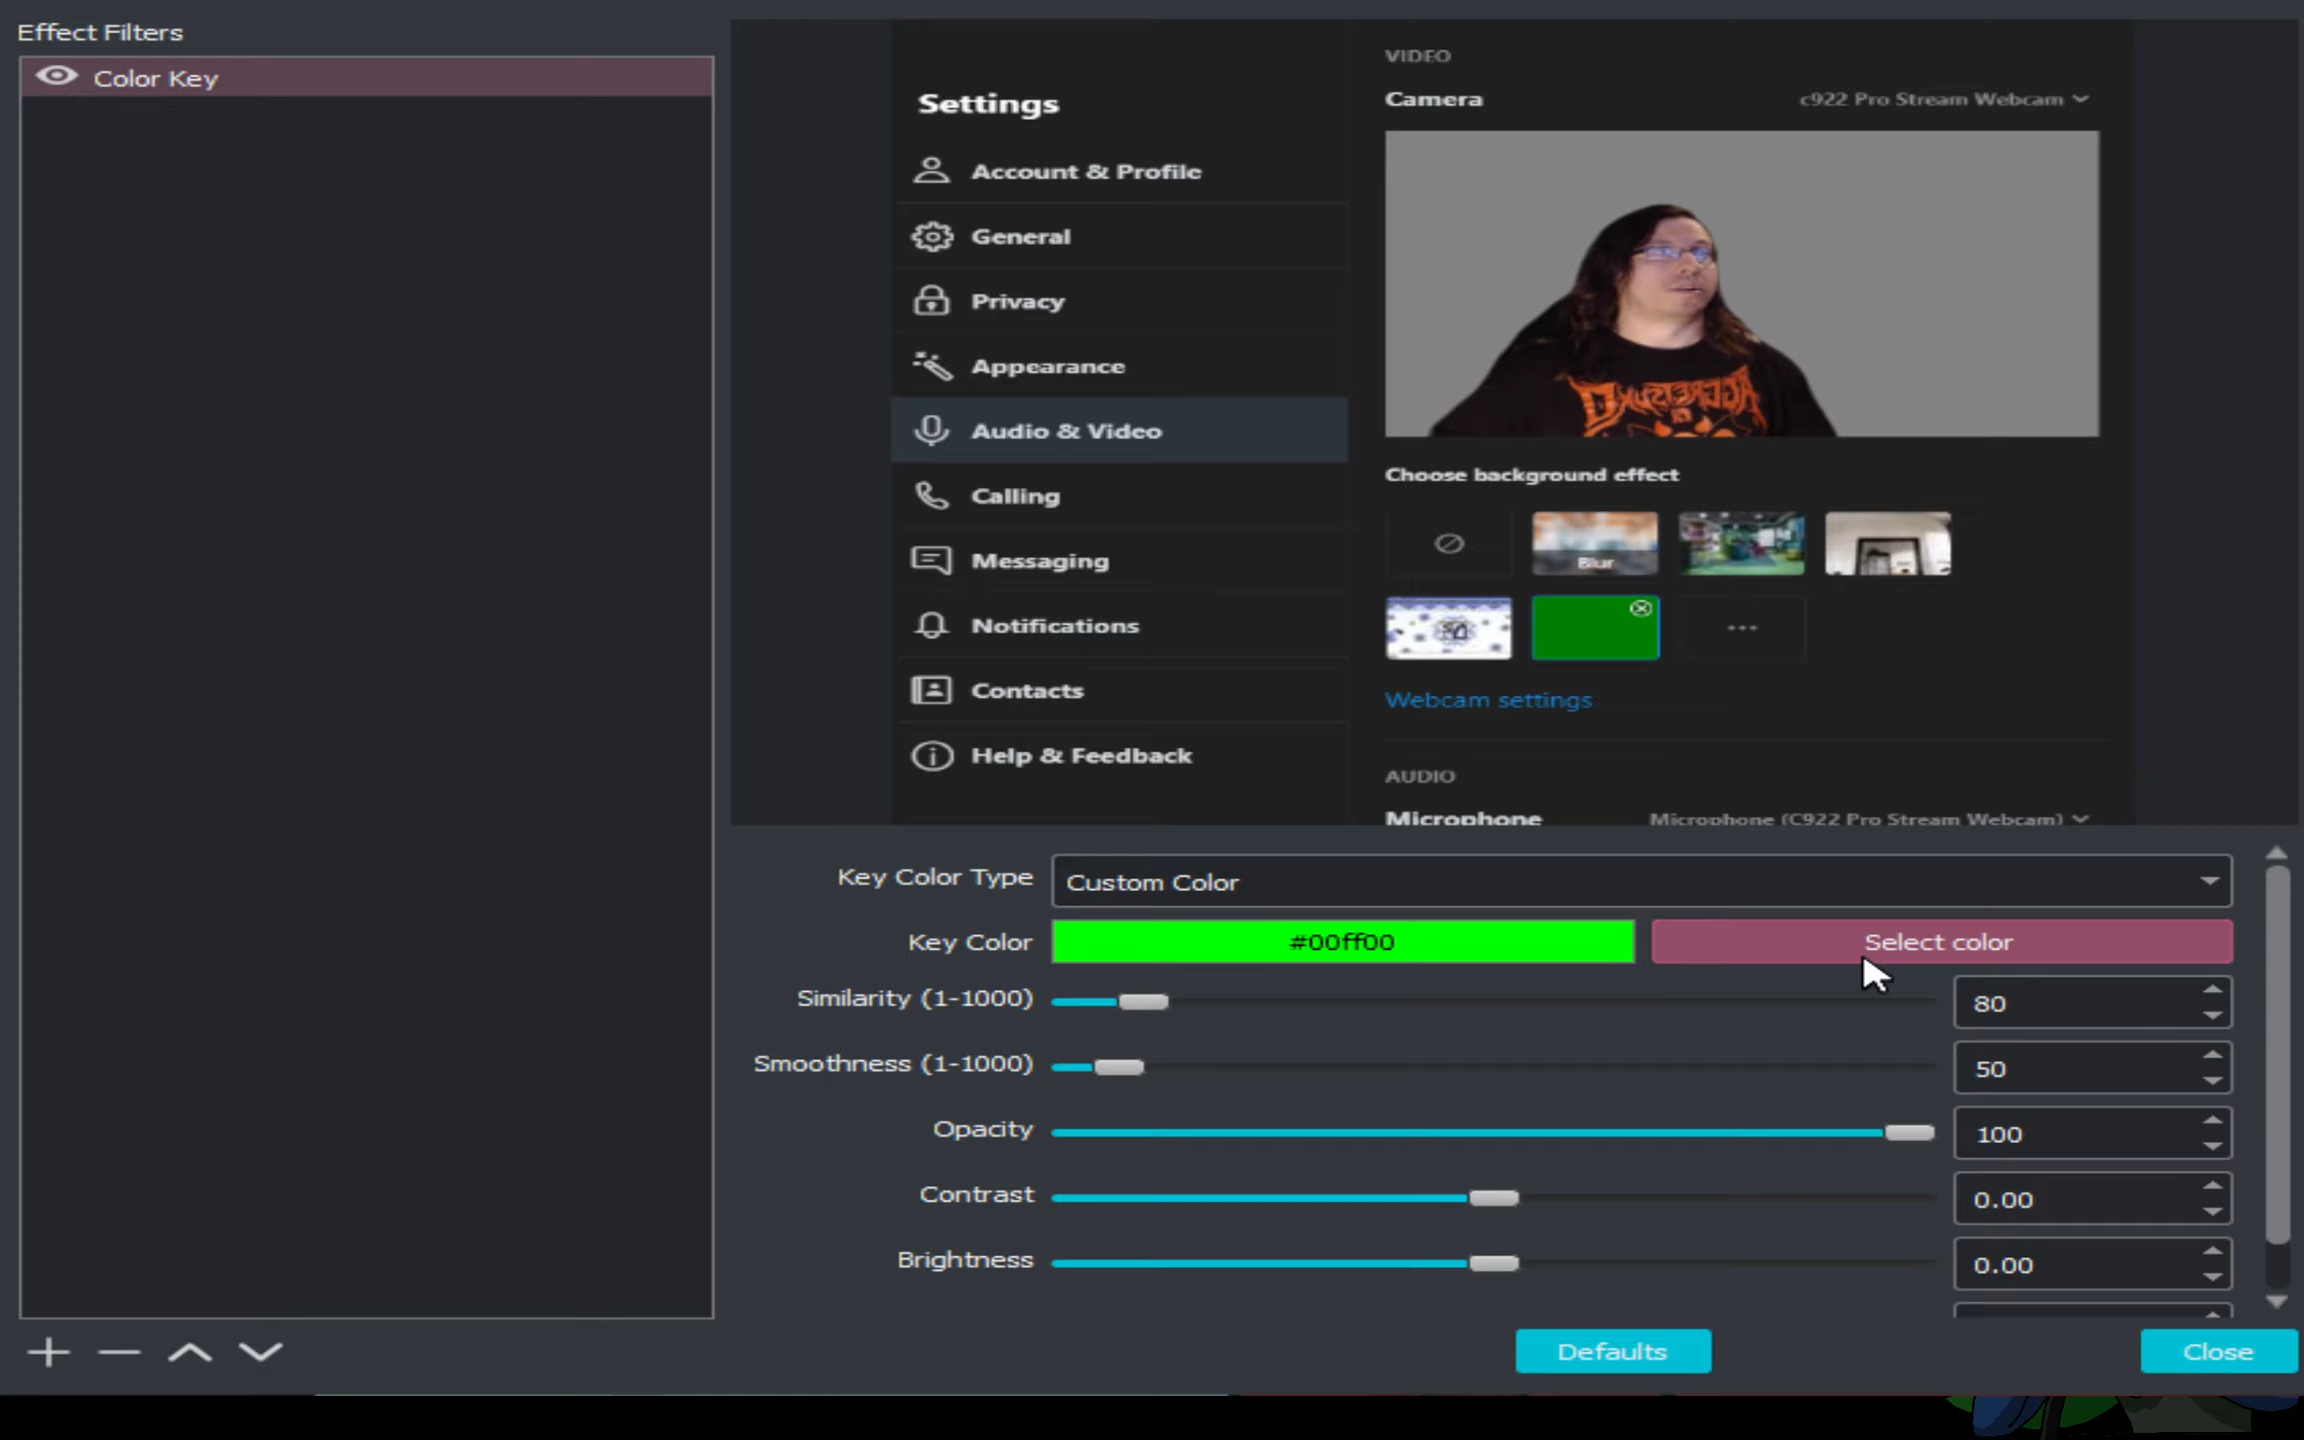 Effect Filters
Color Key
Settings
Account & Profile
General
Privacy
Appearance
Audio & Video
Calling
Messaging
Notifications
Contacts
Help & Feedback
VIDEO
Camera
c922 Pro Stream Webcam
Choose background effect
Blur
Webcam settings
AUDIO
Microphone
Microphone (C922 Pro Stream Webcam)
Key Color Type
Custom Color
Key Color
#00ff00
Select color
Similarity (1-1000)
80
Smoothness (1-1000)
50
Opacity
100
Contrast
0.00
Brightness
0.00
Defaults
Close